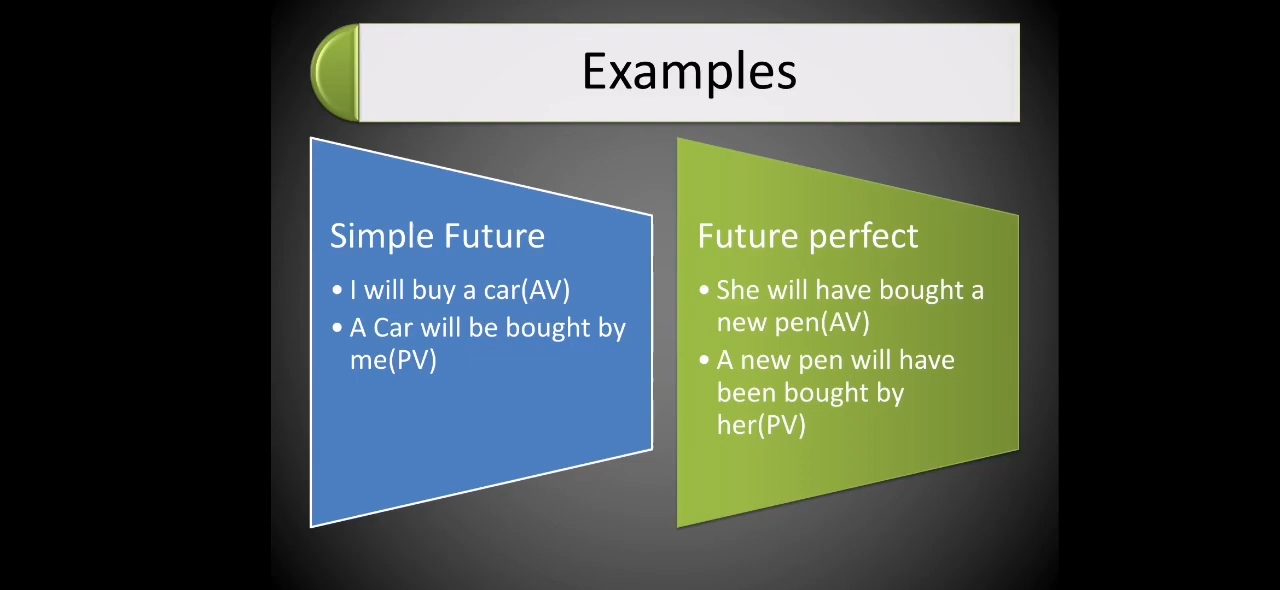 Examples
Simple Future
• I will buy a car(AV)
• A Car will be bought by
me(PV)
Future perfect
• She will have bought a
new pen(AV)
• A new pen will have
been bought by
her(PV)